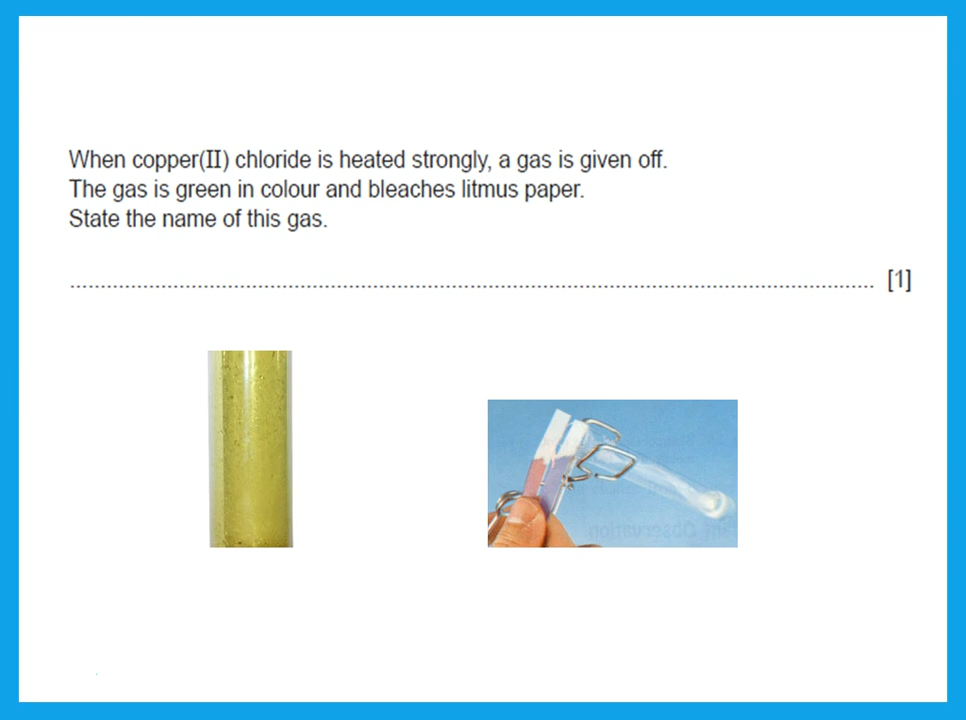 When copper(II) chloride is heated strongly, a gas is given off.
The gas is green in colour and bleaches litmus paper.
State the name of this gas.
.......................................................................................................................................... [1]